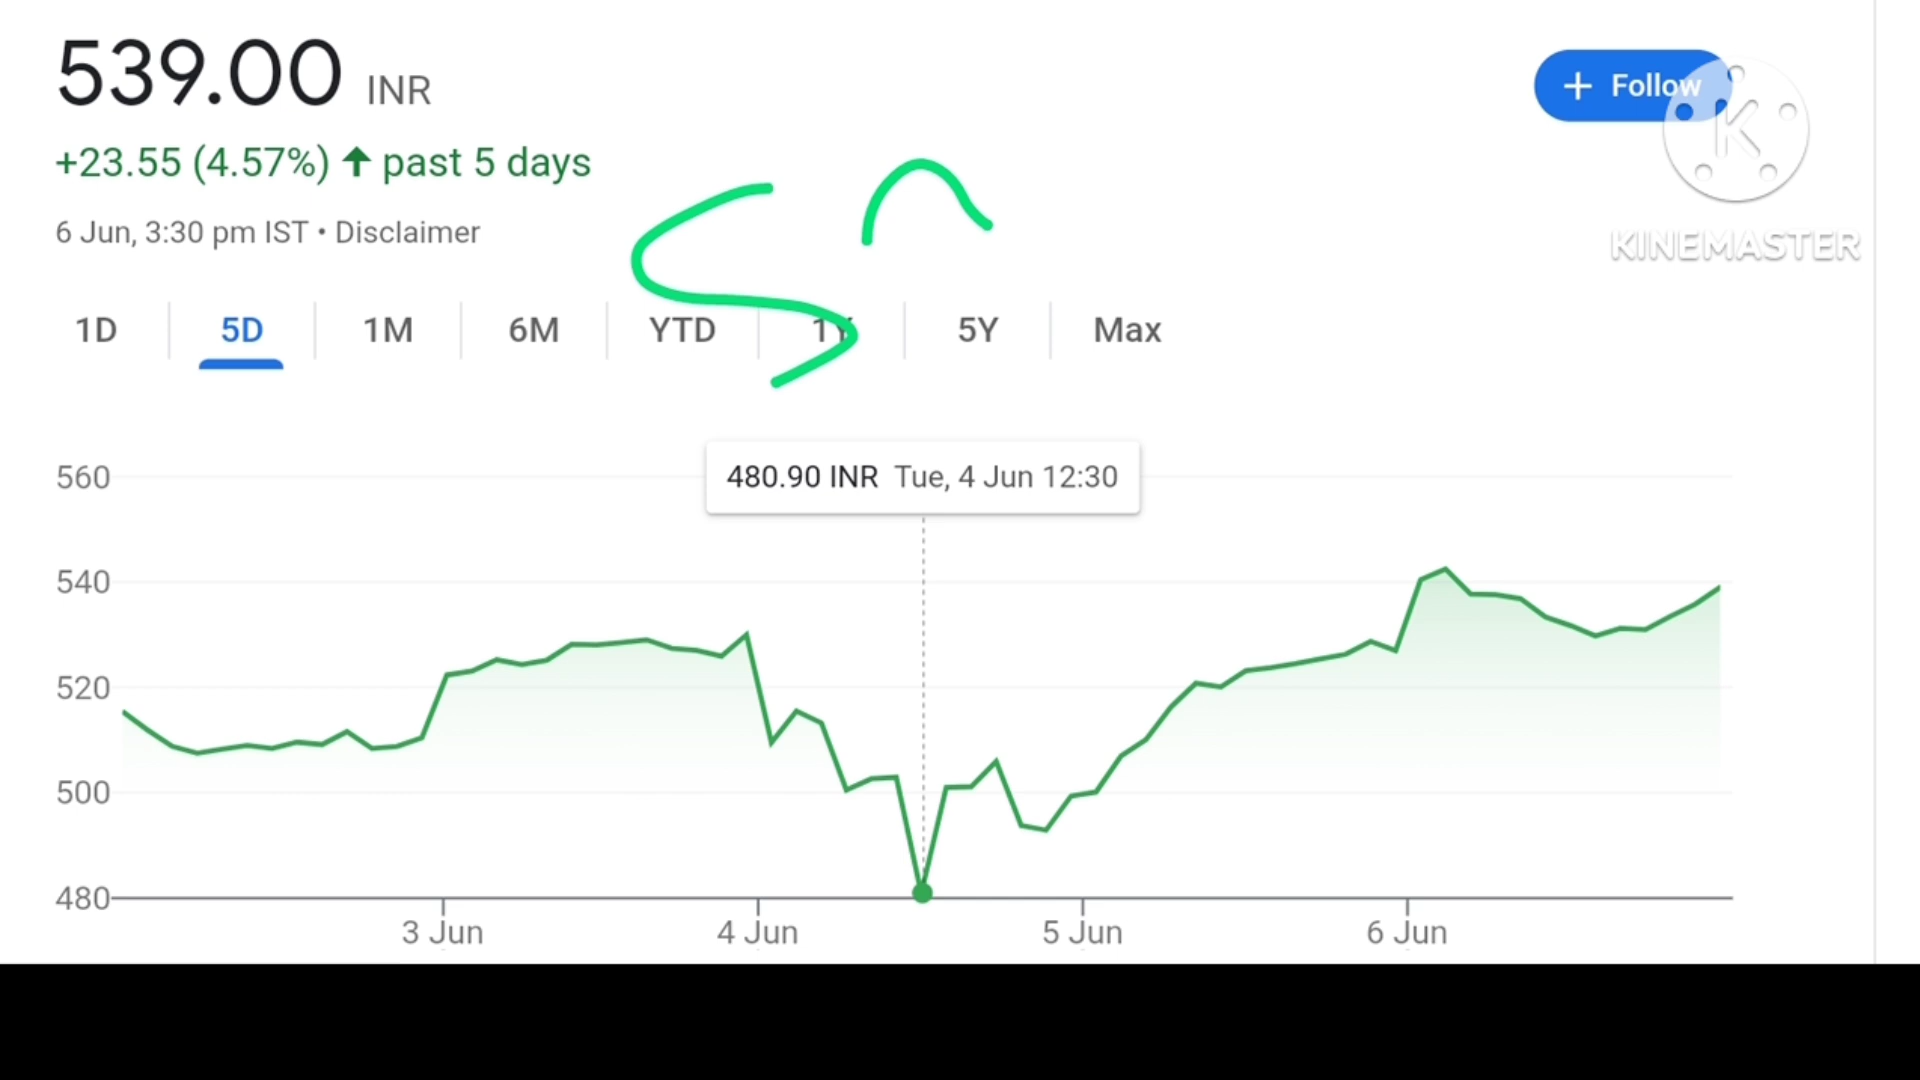 539.00 INR
+ Follow
+23.55 (4.57%) ↑ past 5 days
6 Jun, 3:30 pm IST • Disclaimer
K
KINEMASTER
1D 5D 1M 6M YTD 1Y 5Y Max
480.90 INR Tue, 4 Jun 12:30
560
540
520
500
480
3 Jun 4 Jun 5 Jun 6 Jun